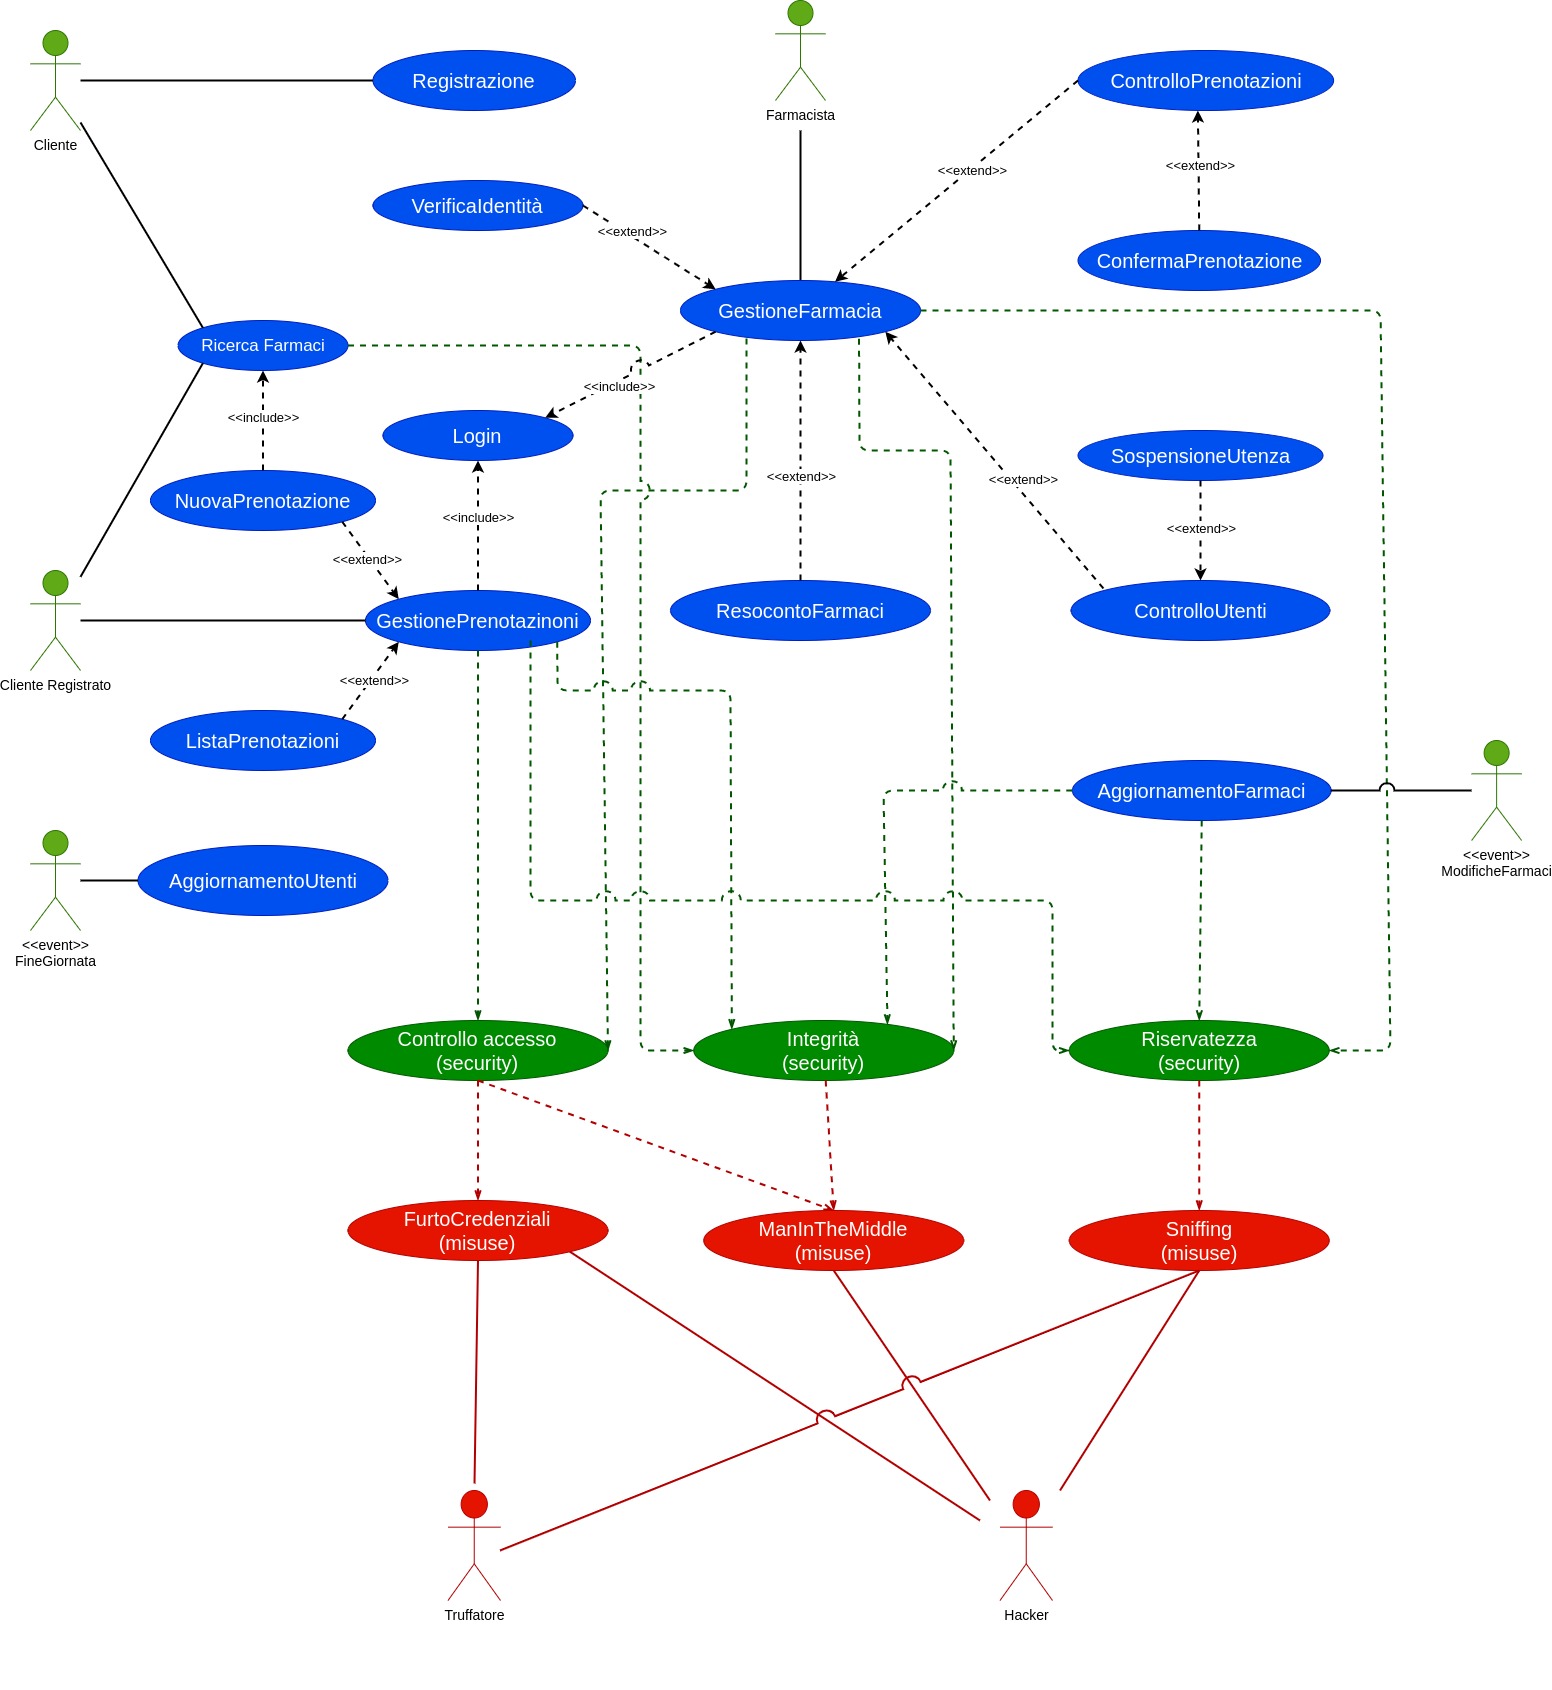 Cliente
Registrazione
Farmacista
ControlloPrenotazioni
<<extend>>
<<extend>>
VerificaIdentità
<<extend>>
ConfermaPrenotazione
GestioneFarmacia
Ricerca Farmaci
<<include>>
<<include>>
Login
SospensioneUtenza
<<extend>>
<<extend>>
NuovaPrenotazione
<<include>>
<<extend>>
<<extend>>
Cliente Registrato
GestionePrenotazinoni
ResocontoFarmaci
ControlloUtenti
<<extend>>
ListaPrenotazioni
AggiornamentoFarmaci
<<event>>
ModificheFarmaci
AggiornamentoUtenti
<<event>>
FineGiornata
Controllo accesso
(security)
Integrità
(security)
Riservatezza
(security)
FurtoCredenziali
(misuse)
ManInTheMiddle
(misuse)
Sniffing
(misuse)
Truffatore
Hacker